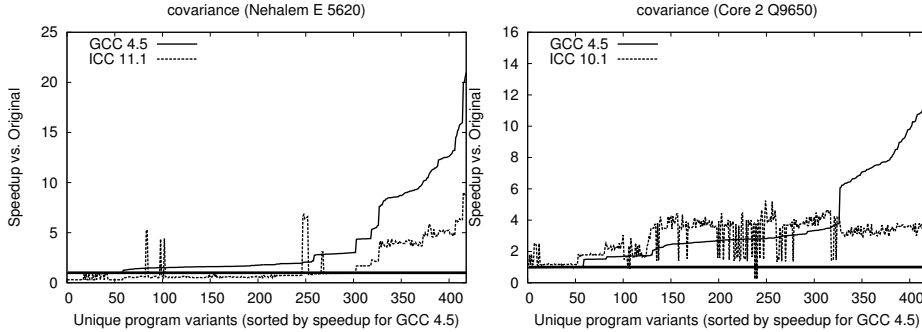 covariance (Nehalem E 5620)
25
20
15
10
5
0
Speedup vs. Original
GCC 4.5
ICC 11.1
0 50 100 150 200 250 300 350 400
Unique program variants (sorted by speedup for GCC 4.5)
covariance (Core 2 Q9650)
16
14
12
10
8
6
4
2
0
Speedup vs. Original
GCC 4.5
ICC 10.1
0 50 100 150 200 250 300 350 400
Unique program variants (sorted by speedup for GCC 4.5)